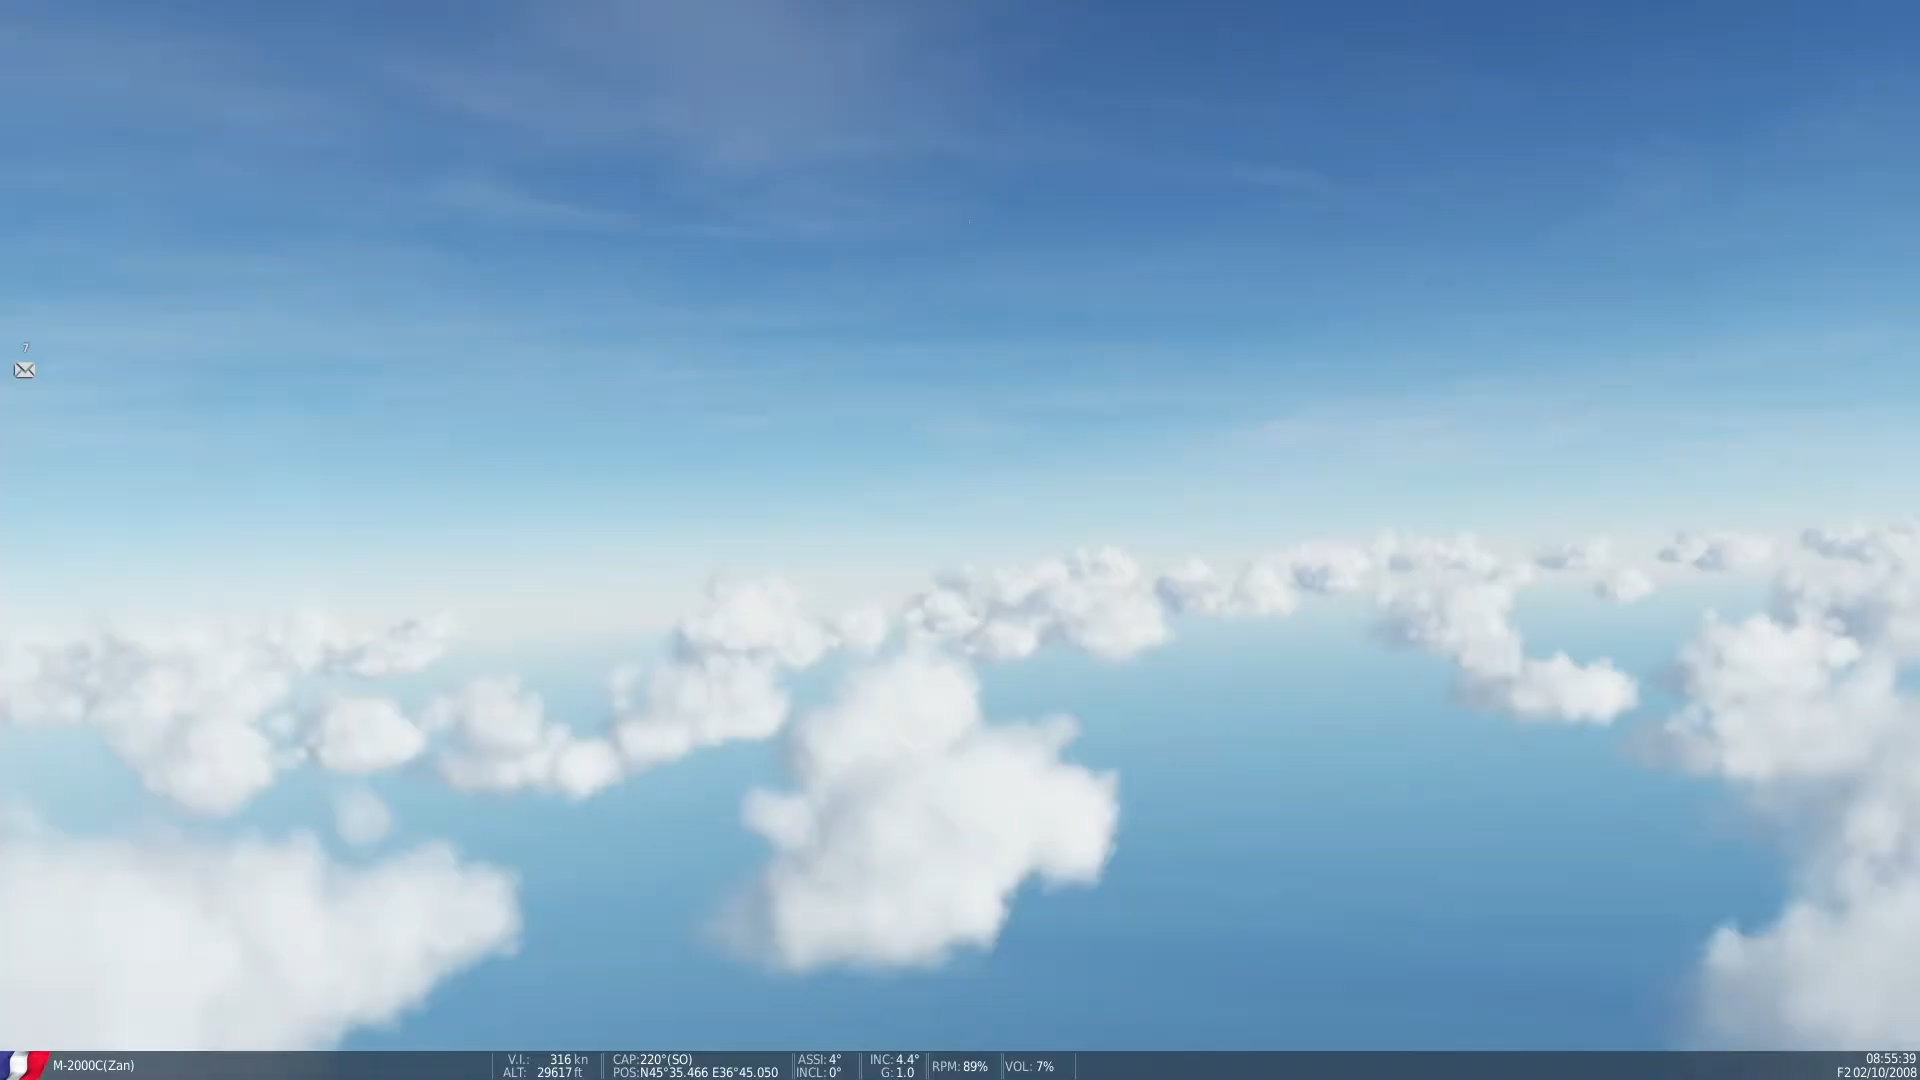 7
M-2000C(Zan)
V.I.: 316 kn
ALT: 29617 ft
CAP:220°(SO)
POS:N45°35.466 E36°45.050
ASSI: 4°
INCL: 0°
INC: 4.4°
G: 1.0
RPM: 89%
VOL: 7%
08:55:39
F2 02/10/2008